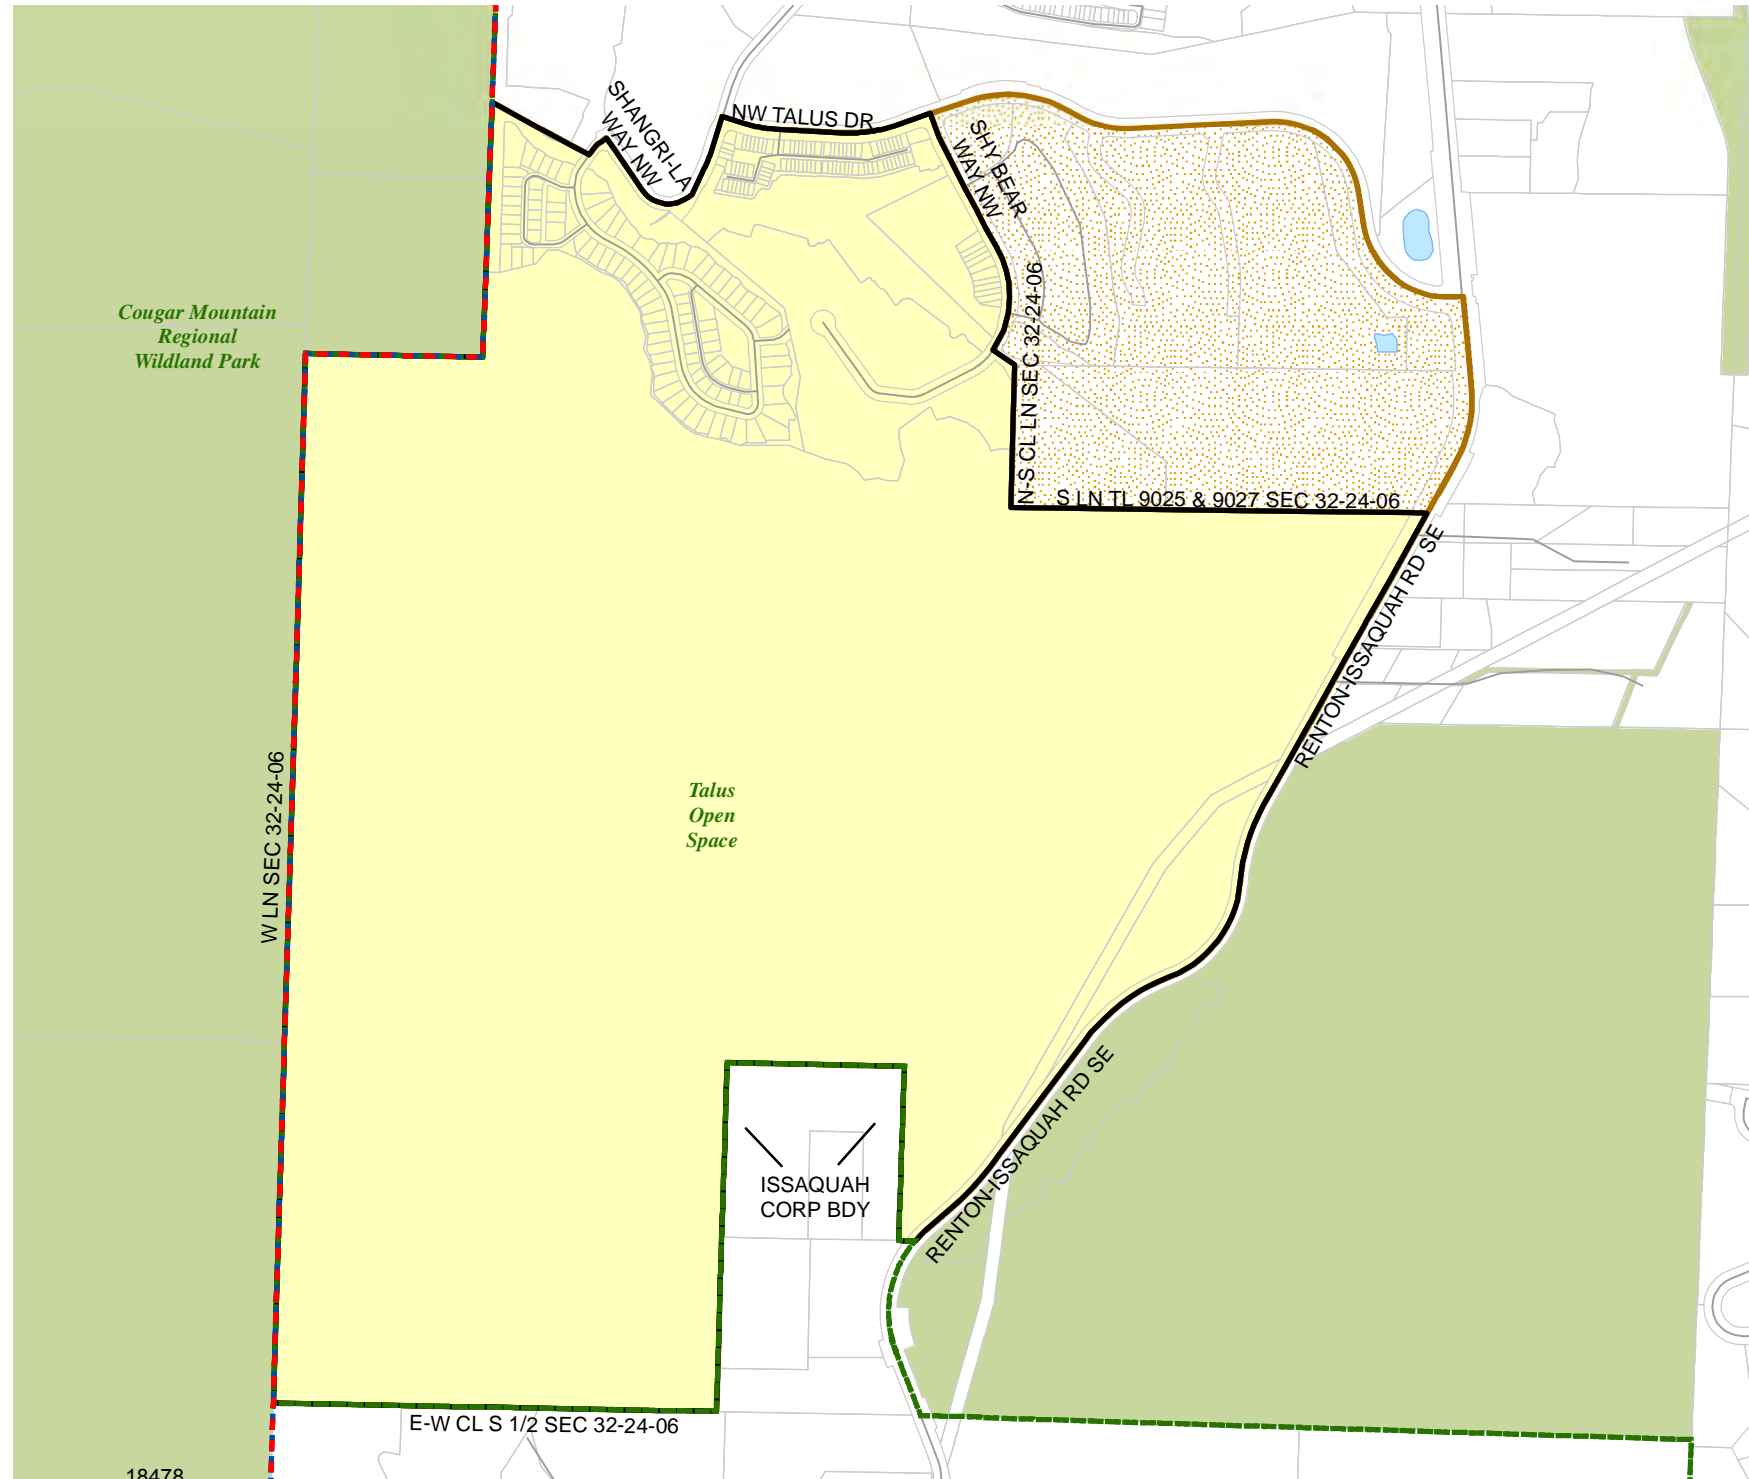 SHANGRI-LA
WAY NW
NW TALUS DR
SHY BEAR
WAY NW
N-S CL LN SEC 32-24-06
S LN TL 9025 & 9027 SEC 32-24-06
Cougar Mountain
Regional
Wildland Park
RENTON-ISSAQUAH RD SE
W LN SEC 32-24-06
Talus
Open
Space
RENTON-ISSAQUAH RD SE
ISSAQUAH
CORP BDY
E-W CL S 1/2 SEC 32-24-06
18478